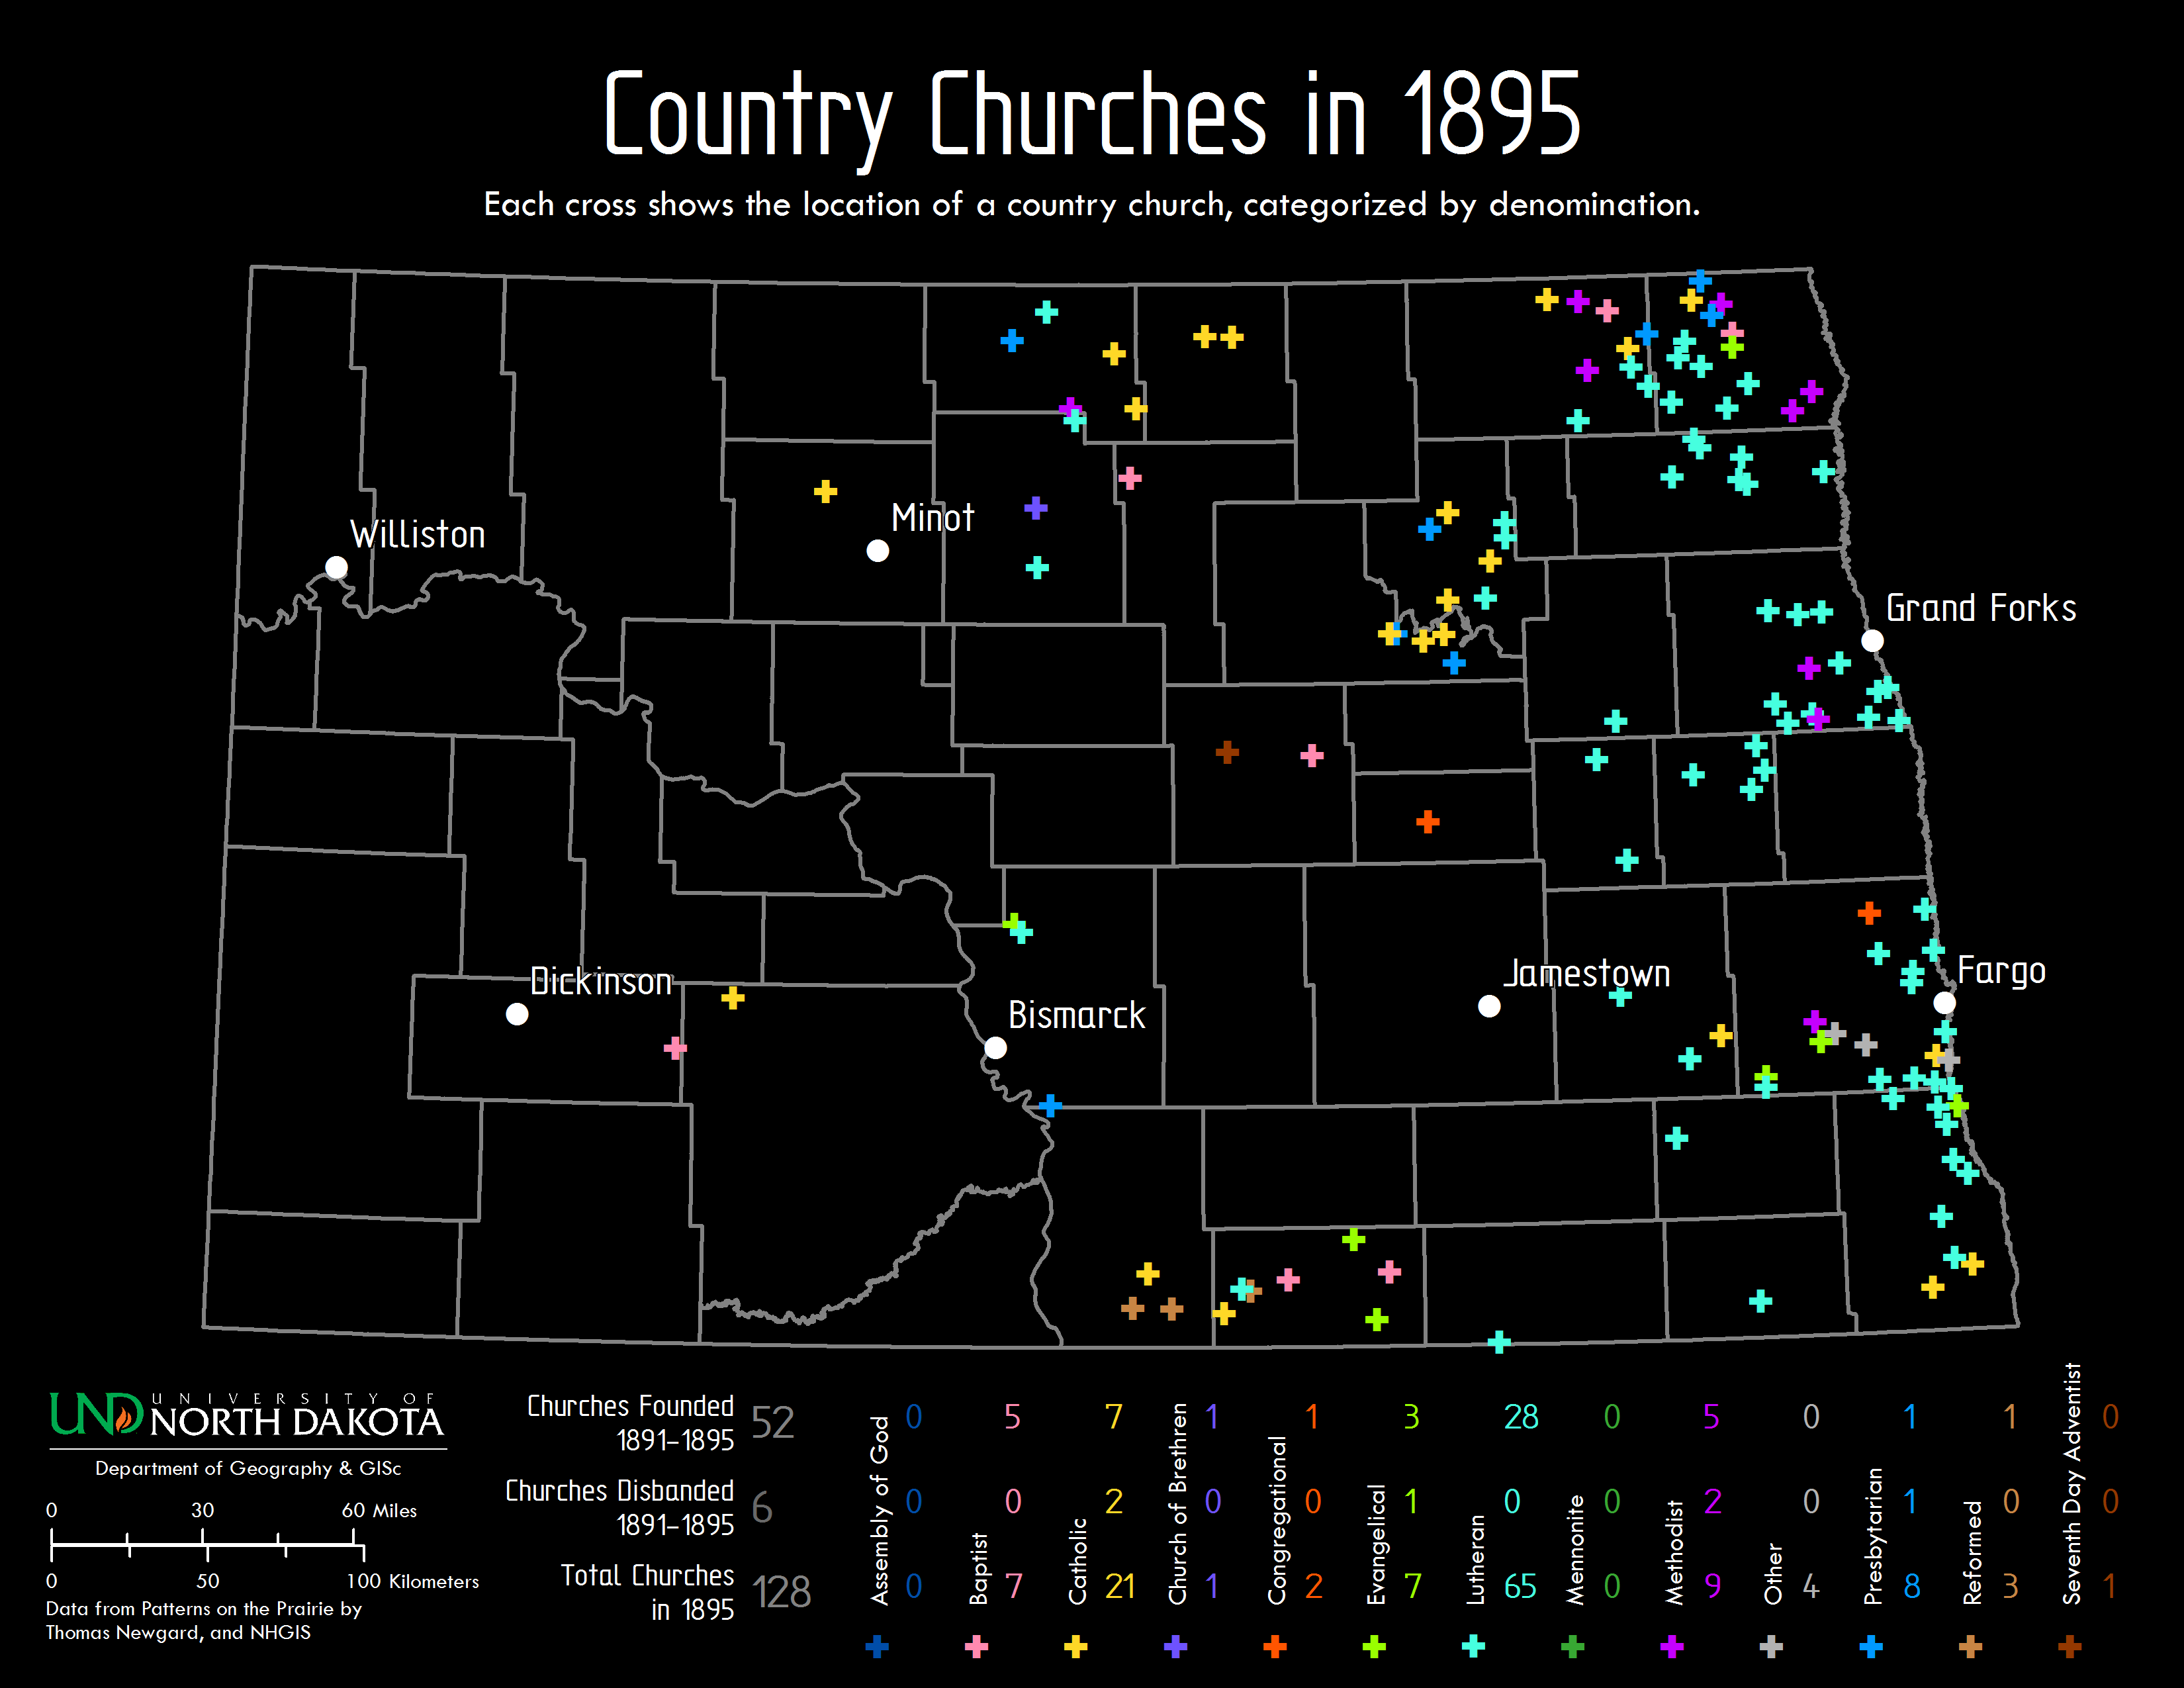 Country Churches in 1895
Each cross shows the location of a country church, categorized by denomination.
Williston
Minot
Grand Forks
Dickinson
Bismarck
Jamestown
Fargo
UND UNIVERSITY OF
NORTH DAKOTA
Department of Geography & GISc
0 30 60 Miles
0 50 100 Kilometers
Data from Patterns on the Prairie by
Thomas Newgard, and NHGIS
Churches Founded
1891-1895
52
Churches Disbanded
1891-1895
6
Total Churches
in 1895
128
Assembly of God
0
0
0
Baptist
5
0
7
Catholic
7
2
21
Church of Brethren
1
0
1
Congregational
1
0
2
Evangelical
3
1
7
Lutheran
28
0
65
Mennonite
0
0
0
Methodist
5
2
9
Other
0
0
4
Presbytarian
1
1
8
Reformed
1
0
3
Seventh Day Adventist
0
0
1